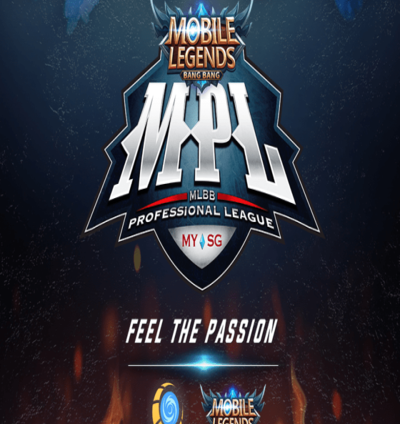 MOBILE
LEGENDS
BANG BANG
MPL
MLBB
PROFESSIONAL LEAGUE
MY SG
FEEL THE PASSION
MOBILE
LEGENDS